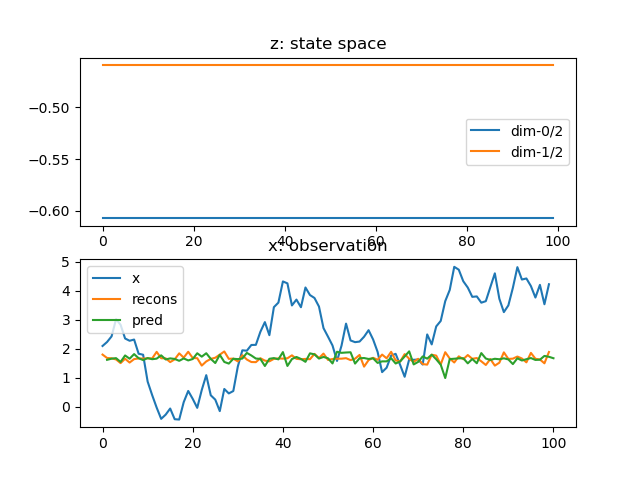 z: state space
−0.50
−0.55
−0.60
dim-0/2
dim-1/2
0 20 40 60 80 100
x: observation
5
4
3
2
1
0
x
recons
pred
0 20 40 60 80 100